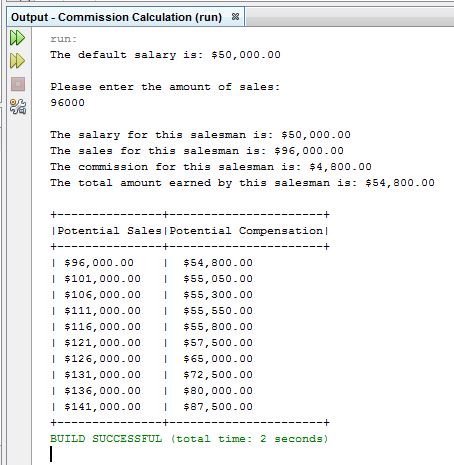 Output - Commission Calculation (run)
run:
The default salary is: $50,000.00
Please enter the amount of sales:
96000
The salary for this salesman is: $50,000.00
The sales for this salesman is: $96,000.00
The commission for this salesman is: $4,800.00
The total amount earned by this salesman is: $54,800.00
+---------------+----------------------+
|Potential Sales|Potential Compensation|
+---------------+----------------------+
| $96,000.00 | $54,800.00
| $101,000.00 | $55,050.00
| $106,000.00 | $55,300.00
| $111,000.00 | $55,550.00
| $116,000.00 | $55,800.00
| $121,000.00 | $57,500.00
| $126,000.00 | $65,000.00
| $131,000.00 | $72,500.00
| $136,000.00 | $80,000.00
| $141,000.00 | $87,500.00
+---------------+----------------------+
BUILD SUCCESSFUL (total time: 2 seconds)